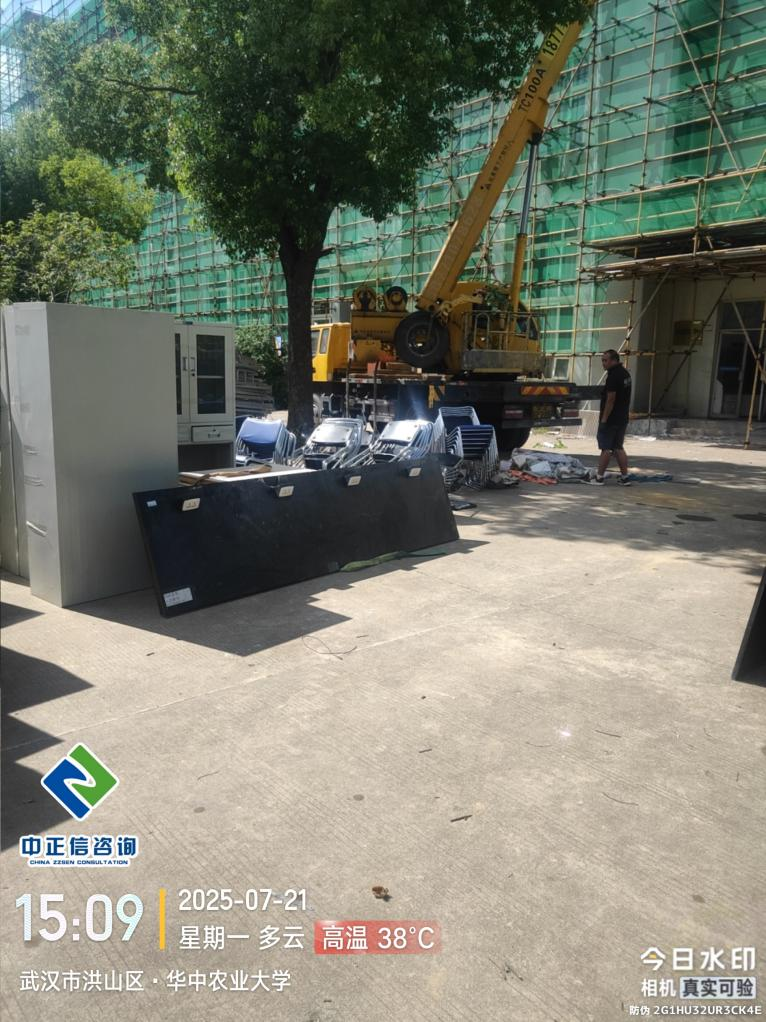 TC100A*1877
中正信咨询
CHINA ZZSEN CONSULTATION
15:09
2025-07-21
星期一 多云
高温 38°C
武汉市洪山区·华中农业大学
今日水印
相机 真实可验
防伪 2G1HU32UR3CK4E